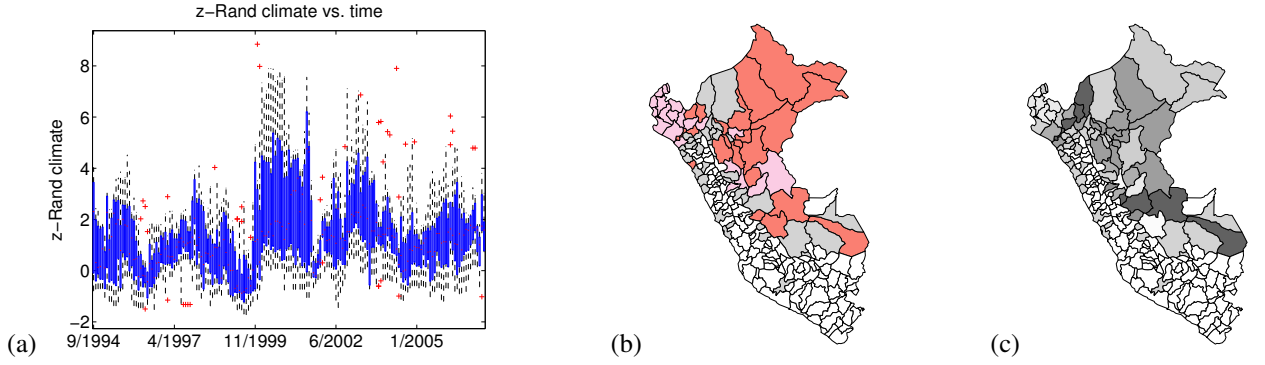 z−Rand climate vs. time
z−Rand climate
8
6
4
2
0
−2
9/1994 4/1997 11/1999 6/2002 1/2005
(a) (b) (c)